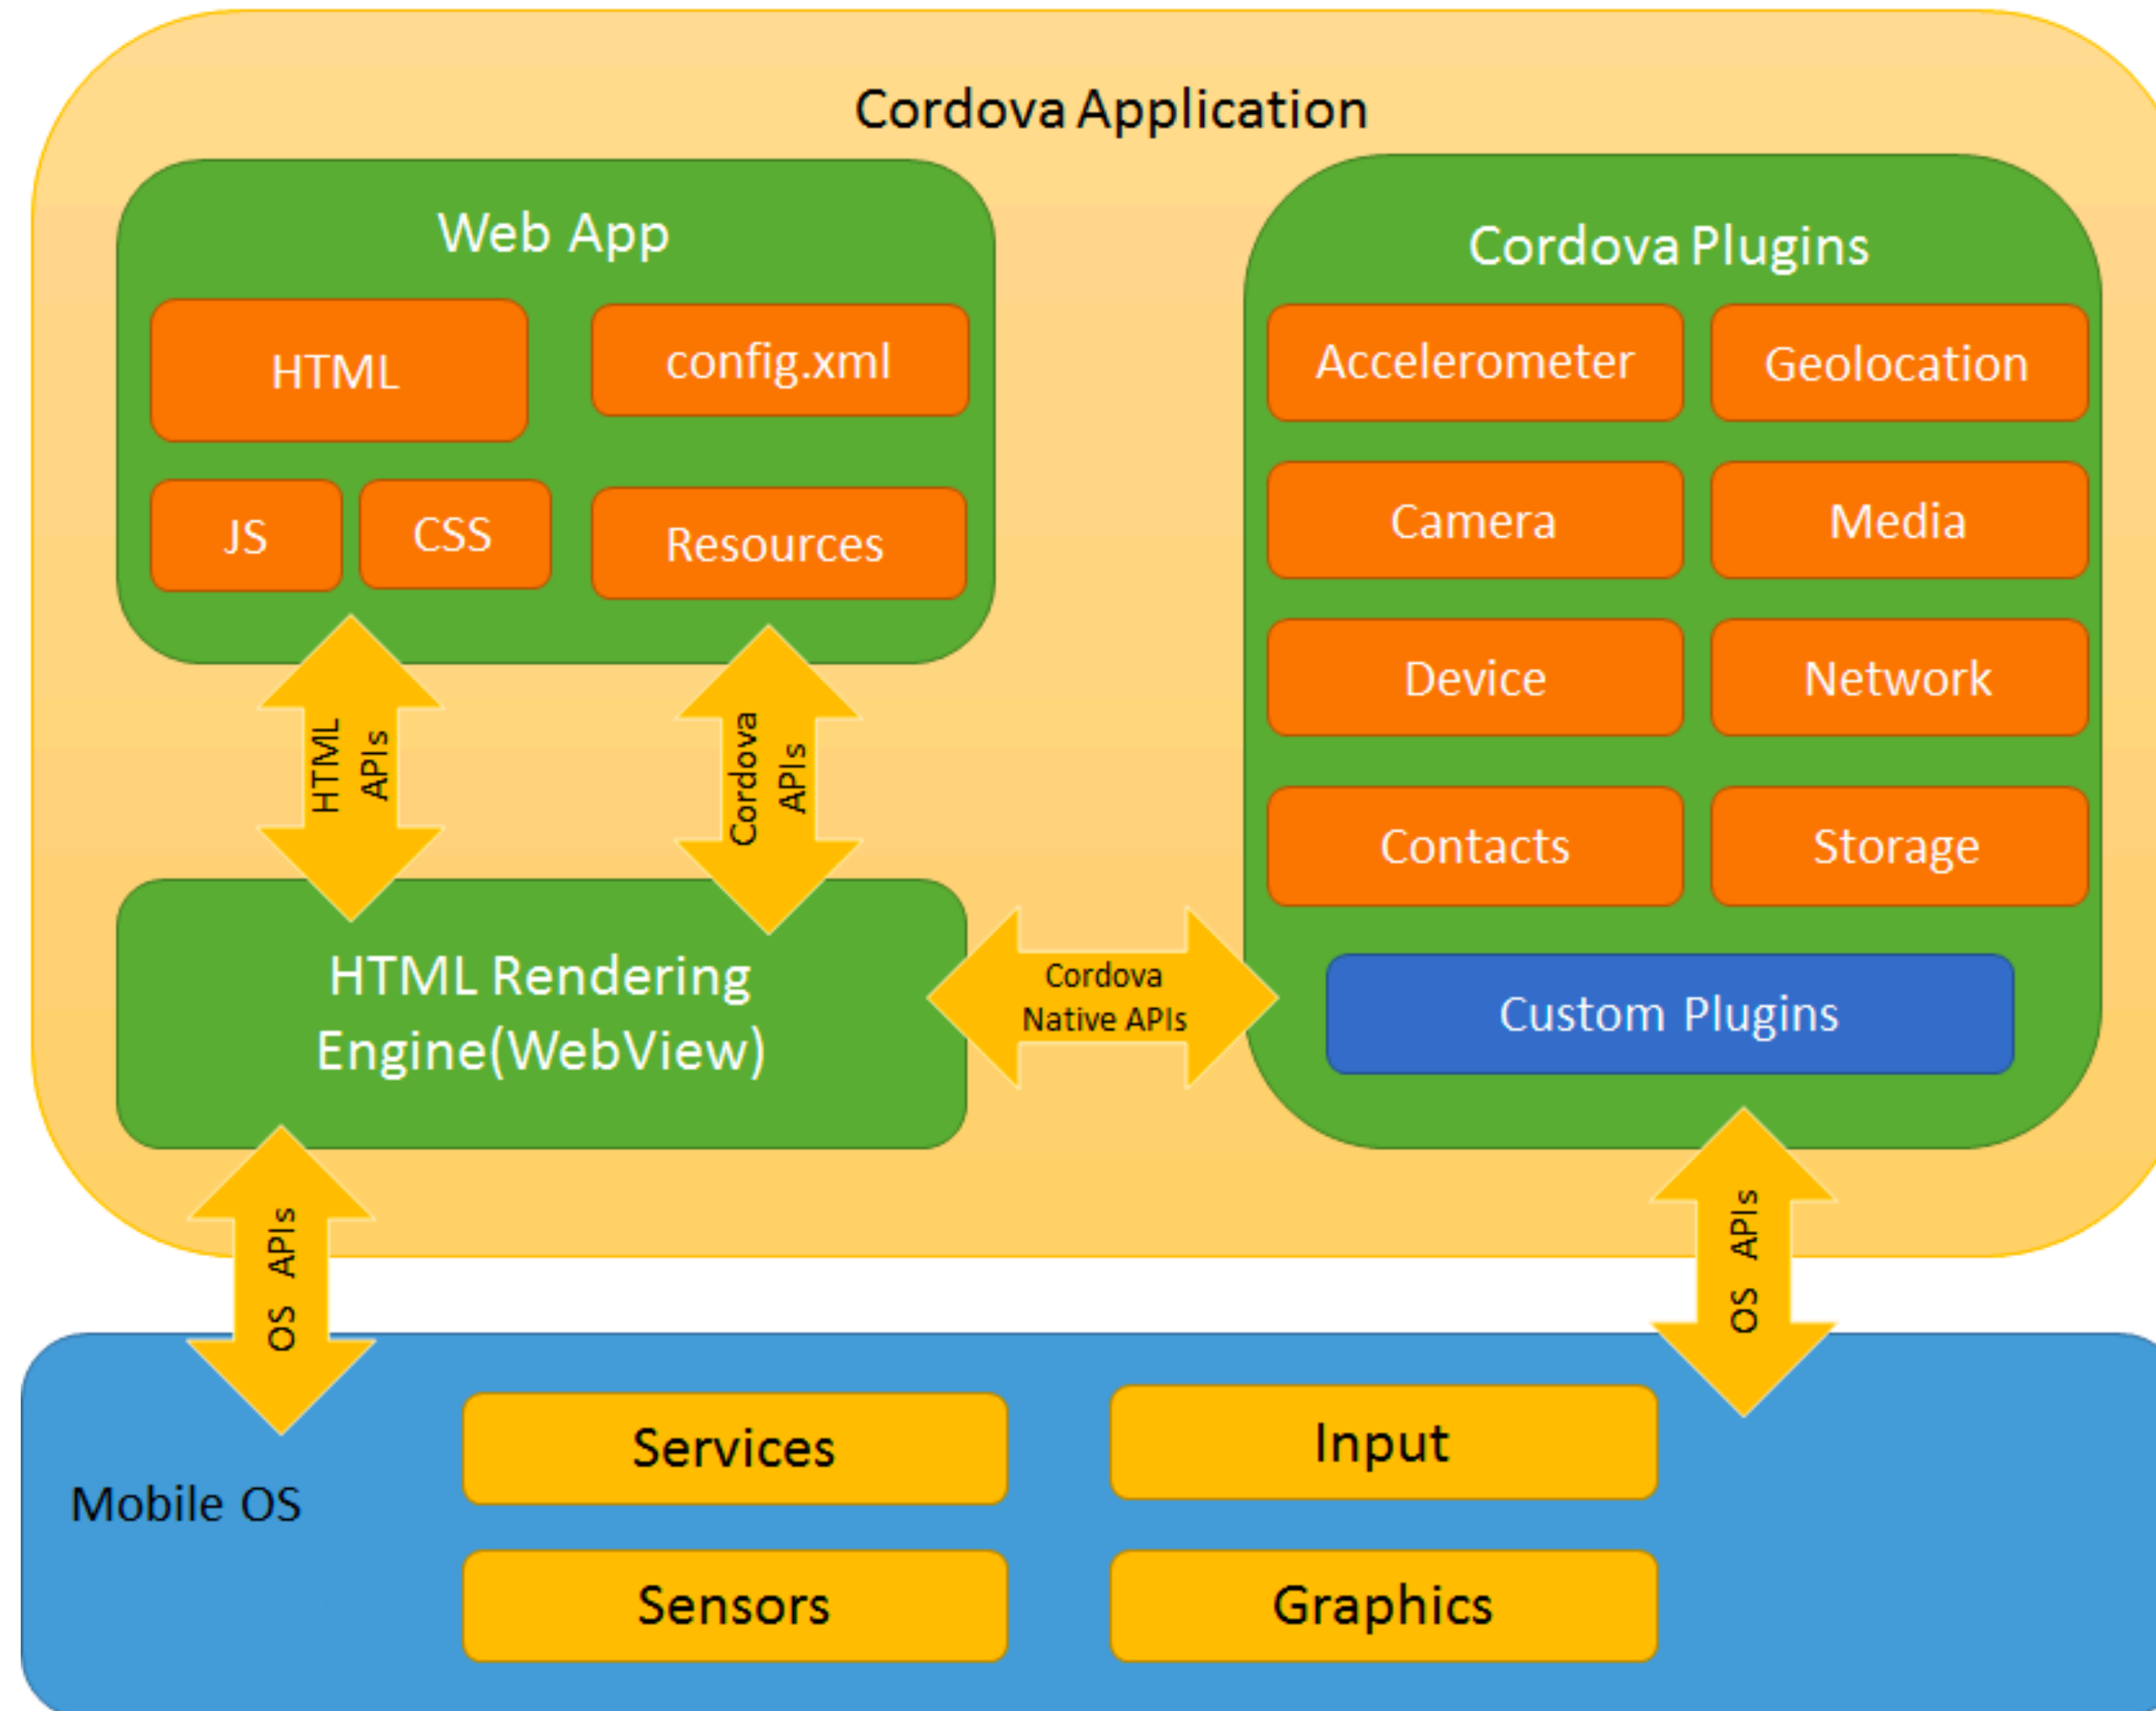 Cordova Application
Web App
HTML
config.xml
JS
CSS
Resources
HTML
APIs
Cordova
APIs
HTML Rendering
Engine(WebView)
Cordova
Native APIs
Cordova Plugins
Accelerometer
Geolocation
Camera
Media
Device
Network
Contacts
Storage
Custom Plugins
OS APIs
OS APIs
Mobile OS
Services
Input
Sensors
Graphics